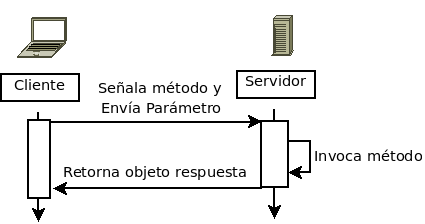 Cliente
Servidor
Señala método y
Envía Parámetro
Invoca método
Retorna objeto respuesta